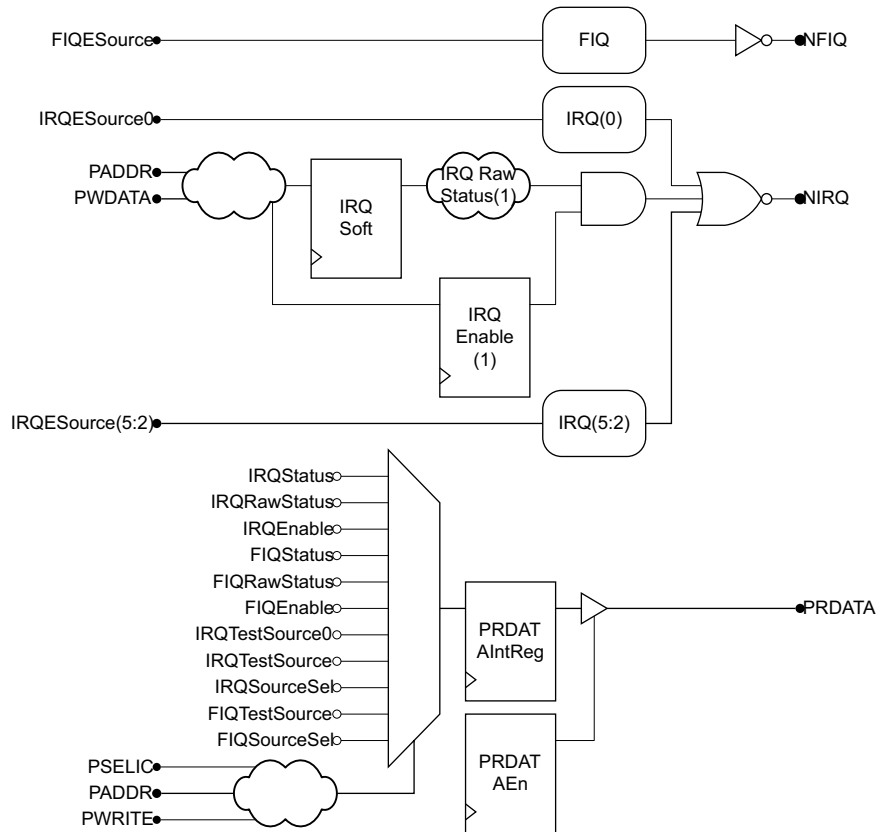 FIQESource
FIQ
NFIQ
IRQESource0
IRQ(0)
PADDR
PWDATA
IRQ
Soft
IRQ Raw
Status(1)
NIRQ
IRQ
Enable
(1)
IRQESource(5:2)
IRQ(5:2)
IRQStatus
IRQRawStatus
IRQEnable
FIQStatus
FIQRawStatus
FIQEnable
IRQTestSource0
IRQTestSource
IRQSourceSel
FIQTestSource
FIQSourceSel
PRDAT
AIntReg
PRDATA
PRDAT
AEn
PSELIC
PADDR
PWRITE